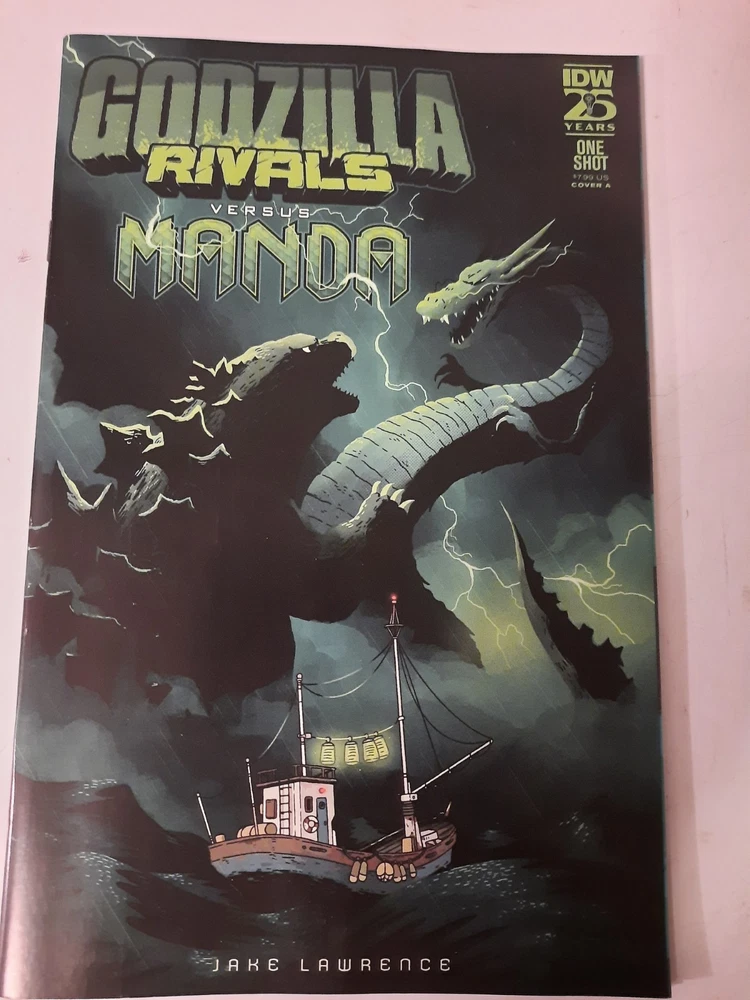 GODZILLA
RIVALS
VERSUS
MANDA
IDW
25
YEARS
ONE
SHOT
$7.99 US
COVER A
JAKE LAWRENCE